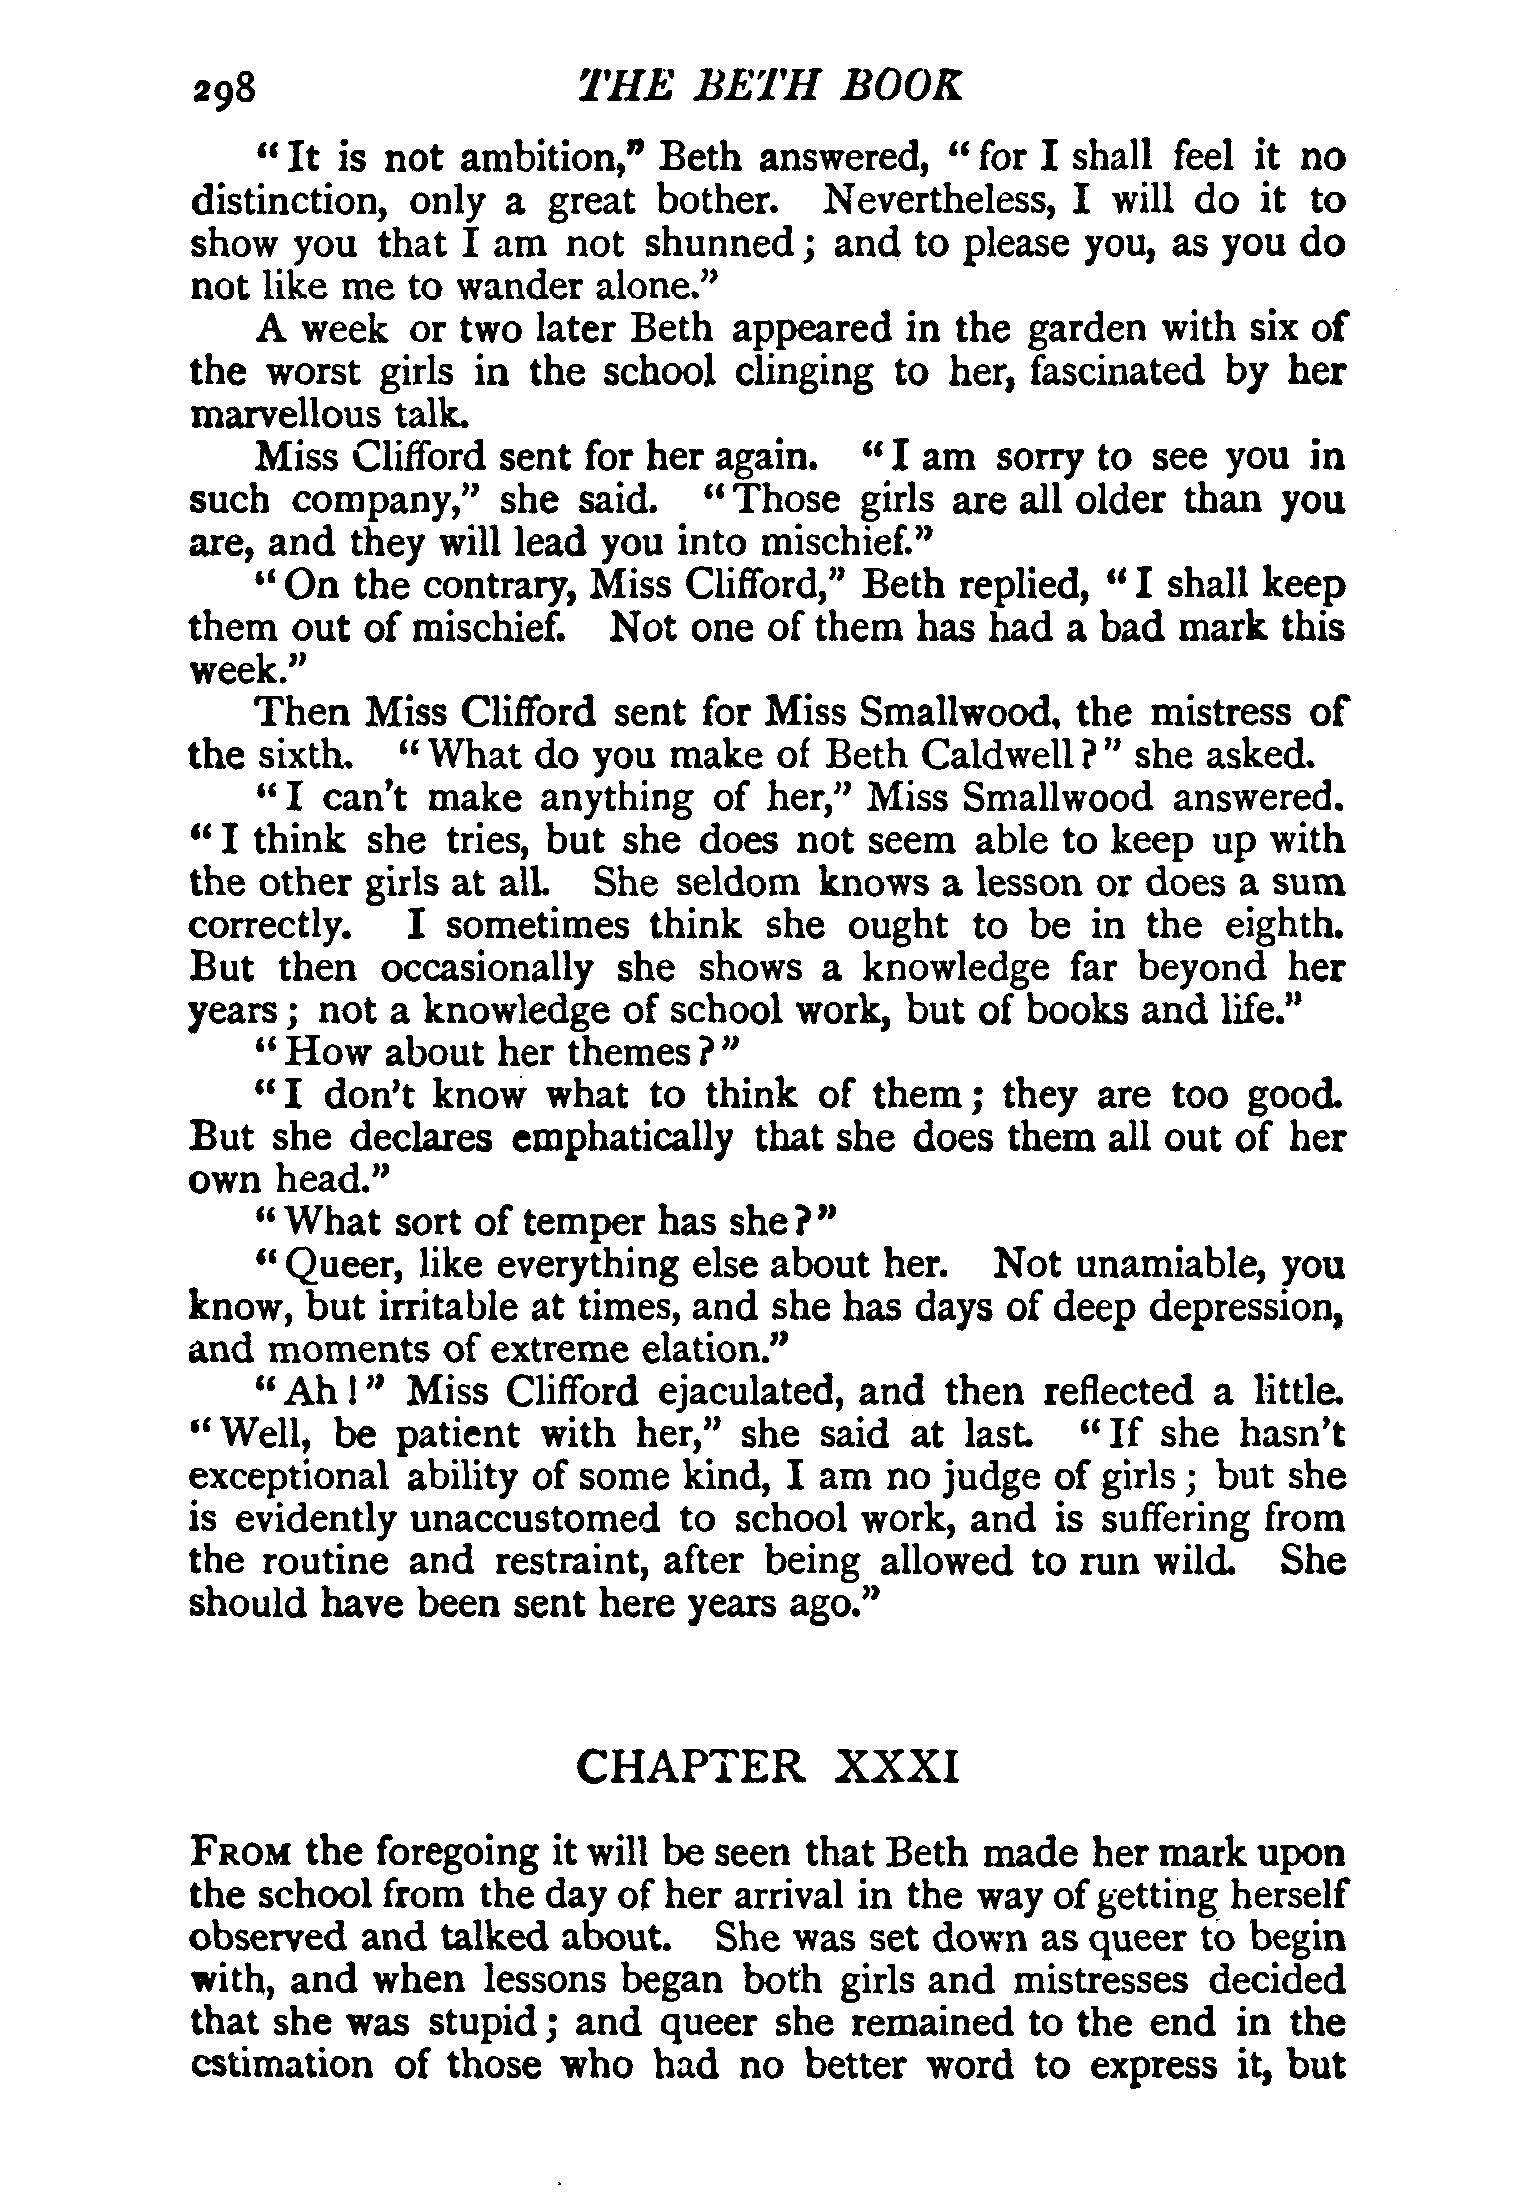 298 THE BETH BOOK
“It is not ambition,” Beth answered, “for I shall feel it no
distinction, only a great bother. Nevertheless, I will do it to
show you that I am not shunned; and to please you, as you do
not like me to wander alone.”
A week or two later Beth appeared in the garden with six of
the worst girls in the school clinging to her, fascinated by her
marvellous talk.
Miss Clifford sent for her again. “I am sorry to see you in
such company,” she said. “Those girls are all older than you
are, and they will lead you into mischief.”
“On the contrary, Miss Clifford,” Beth replied, “I shall keep
them out of mischief. Not one of them has had a bad mark this
week.”
Then Miss Clifford sent for Miss Smallwood, the mistress of
the sixth. “What do you make of Beth Caldwell?” she asked.
“I can’t make anything of her,” Miss Smallwood answered.
“I think she tries, but she does not seem able to keep up with
the other girls at all. She seldom knows a lesson or does a sum
correctly. I sometimes think she ought to be in the eighth.
But then occasionally she shows a knowledge far beyond her
years; not a knowledge of school work, but of books and life.”
“How about her themes?”
“I don’t know what to think of them; they are too good.
But she declares emphatically that she does them all out of her
own head.”
“What sort of temper has she?”
“Queer, like everything else about her. Not unamiable, you
know, but irritable at times, and she has days of deep depression,
and moments of extreme elation.”
“Ah!” Miss Clifford ejaculated, and then reflected a little.
“Well, be patient with her,” she said at last. “If she hasn’t
exceptional ability of some kind, I am no judge of girls; but she
is evidently unaccustomed to school work, and is suffering from
the routine and restraint, after being allowed to run wild. She
should have been sent here years ago.”
CHAPTER XXXI
FROM the foregoing it will be seen that Beth made her mark upon
the school from the day of her arrival in the way of getting herself
observed and talked about. She was set down as queer to begin
with, and when lessons began both girls and mistresses decided
that she was stupid; and queer she remained to the end in the
estimation of those who had no better word to express it, but